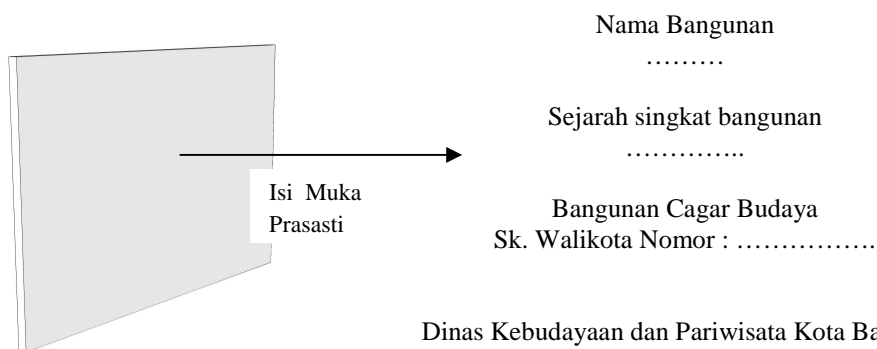 Nama Bangunan
………
Sejarah singkat bangunan
…………..
Isi Muka
Prasasti
Bangunan Cagar Budaya
Sk. Walikota Nomor : …………….
Dinas Kebudayaan dan Pariwisata Kota